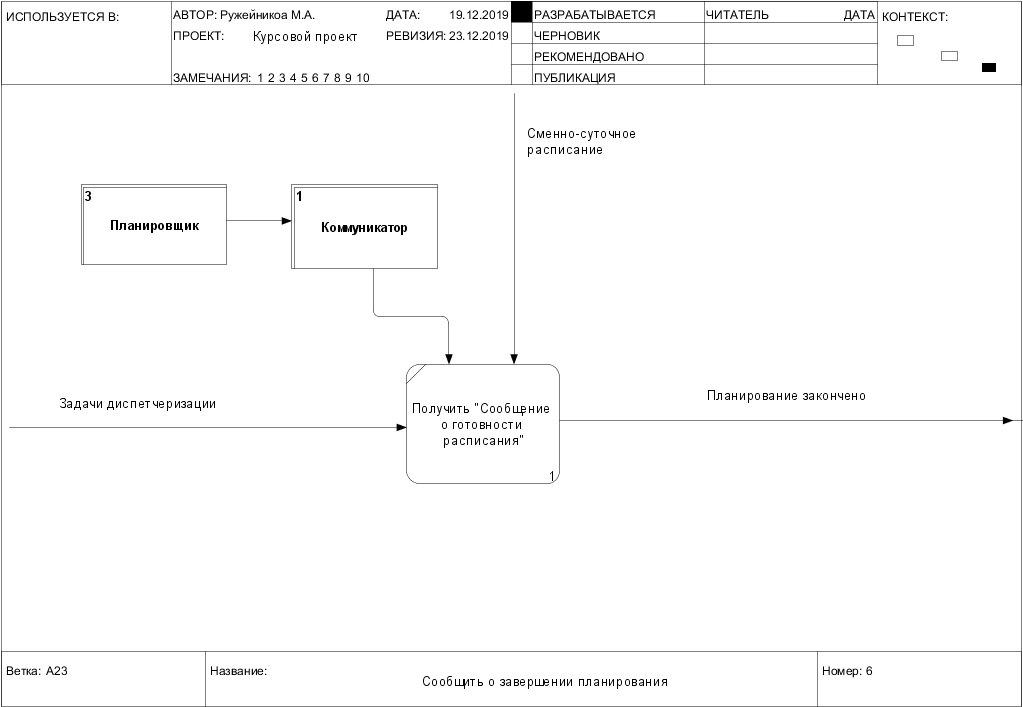 ИСПОЛЬЗУЕТСЯ В:
АВТОР: Ружейникоа М.А.
ДАТА: 19.12.2019
ПРОЕКТ: Курсовой проект
РЕВИЗИЯ: 23.12.2019
ЗАМЕЧАНИЯ: 1 2 3 4 5 6 7 8 9 10
РАЗРАБАТЫВАЕТСЯ
ЧЕРНОВИК
РЕКОМЕНДОВАНО
ПУБЛИКАЦИЯ
ЧИТАТЕЛЬ ДАТА
КОНТЕКСТ:
Сменно-суточное
расписание
3
Планировщик
1
Коммуникатор
Задачи диспетчеризации
Получить "Сообщение
о готовности
расписания"
1
Планирование закончено
Ветка: A23
Название:
Сообщить о завершении планирования
Номер: 6